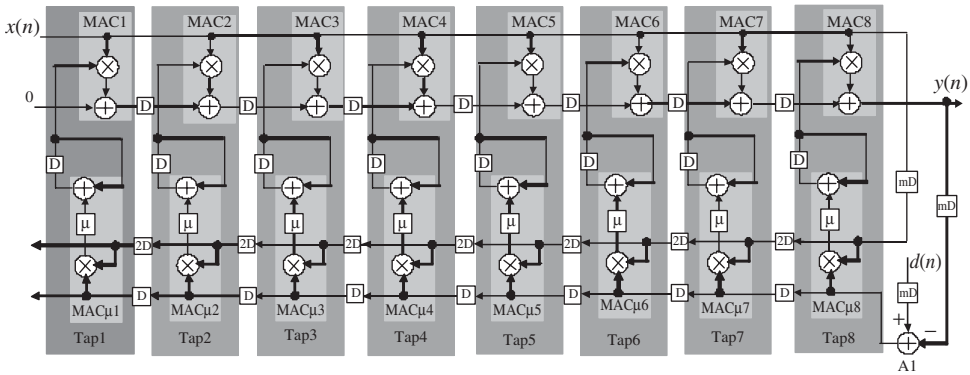 MAC1 MAC2 MAC3 MAC4 MAC5 MAC6 MAC7 MAC8
x(n)
0 D D D D D D D y(n)
D D D D D D D D
mD mD
μ μ μ μ μ μ μ μ
2D 2D 2D 2D 2D 2D 2D
d(n)
D D D D D D D mD
MACμ1 MACμ2 MACμ3 MACμ4 MACμ5 MACμ6 MACμ7 MACμ8
+ −
Tap1 Tap2 Tap3 Tap4 Tap5 Tap6 Tap7 Tap8
A1